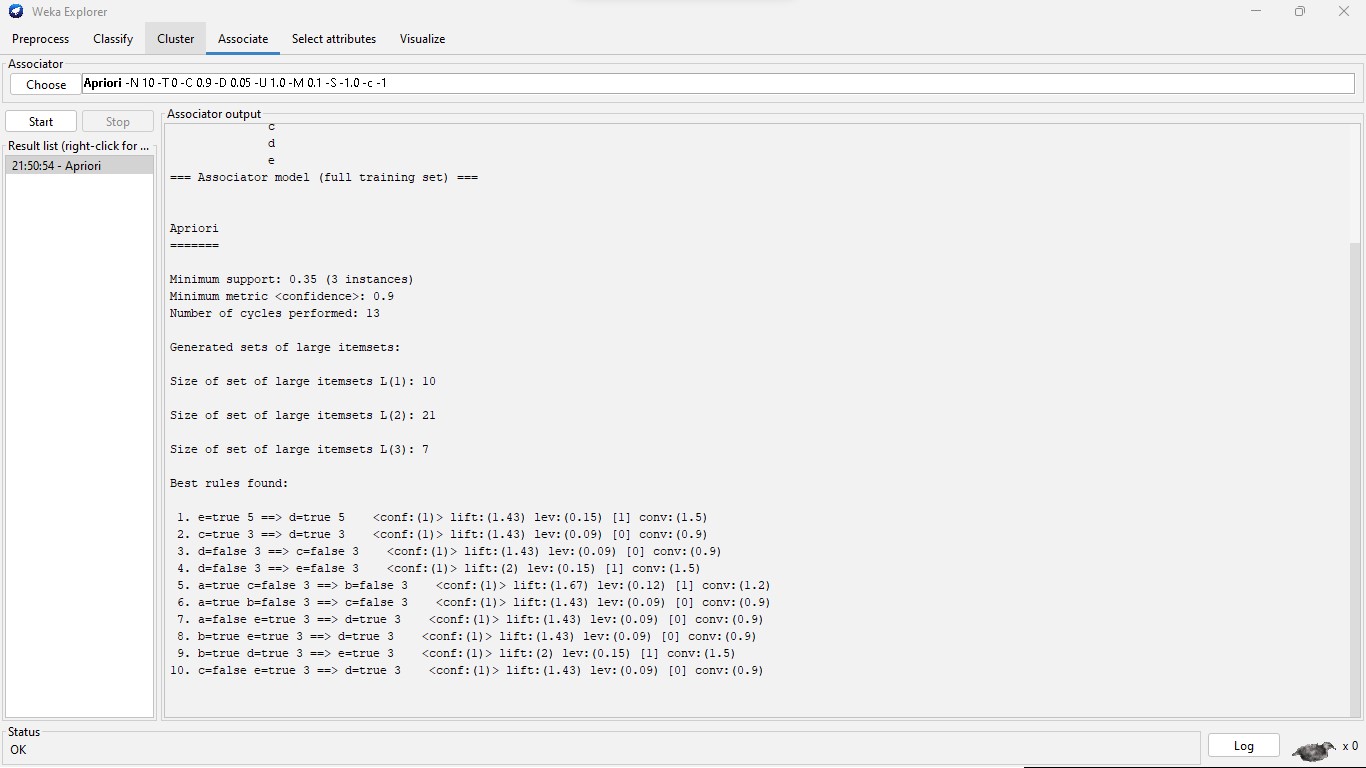 Weka Explorer
Preprocess Classify Cluster Associate Select attributes Visualize
Associator
Choose Apriori -N 10 -T 0 -C 0.9 -D 0.05 -U 1.0 -M 0.1 -S -1.0 -c -1
Start Stop
Result list (right-click for ...
21:50:54 - Apriori
Associator output
c
d
e
=== Associator model (full training set) ===
Apriori
=======
Minimum support: 0.35 (3 instances)
Minimum metric <confidence>: 0.9
Number of cycles performed: 13
Generated sets of large itemsets:
Size of set of large itemsets L(1): 10
Size of set of large itemsets L(2): 21
Size of set of large itemsets L(3): 7
Best rules found:
1. e=true 5 ==> d=true 5 <conf:(1)> lift:(1.43) lev:(0.15) [1] conv:(1.5)
2. c=true 3 ==> d=true 3 <conf:(1)> lift:(1.43) lev:(0.09) [0] conv:(0.9)
3. d=false 3 ==> c=false 3 <conf:(1)> lift:(1.43) lev:(0.09) [0] conv:(0.9)
4. d=false 3 ==> e=false 3 <conf:(1)> lift:(2) lev:(0.15) [1] conv:(1.5)
5. a=true c=false 3 ==> b=false 3 <conf:(1)> lift:(1.67) lev:(0.12) [1] conv:(1.2)
6. a=true b=false 3 ==> c=false 3 <conf:(1)> lift:(1.43) lev:(0.09) [0] conv:(0.9)
7. a=false e=true 3 ==> d=true 3 <conf:(1)> lift:(1.43) lev:(0.09) [0] conv:(0.9)
8. b=true e=true 3 ==> d=true 3 <conf:(1)> lift:(1.43) lev:(0.09) [0] conv:(0.9)
9. b=true d=true 3 ==> e=true 3 <conf:(1)> lift:(2) lev:(0.15) [1] conv:(1.5)
10. c=false e=true 3 ==> d=true 3 <conf:(1)> lift:(1.43) lev:(0.09) [0] conv:(0.9)
Status
OK
Log
x 0